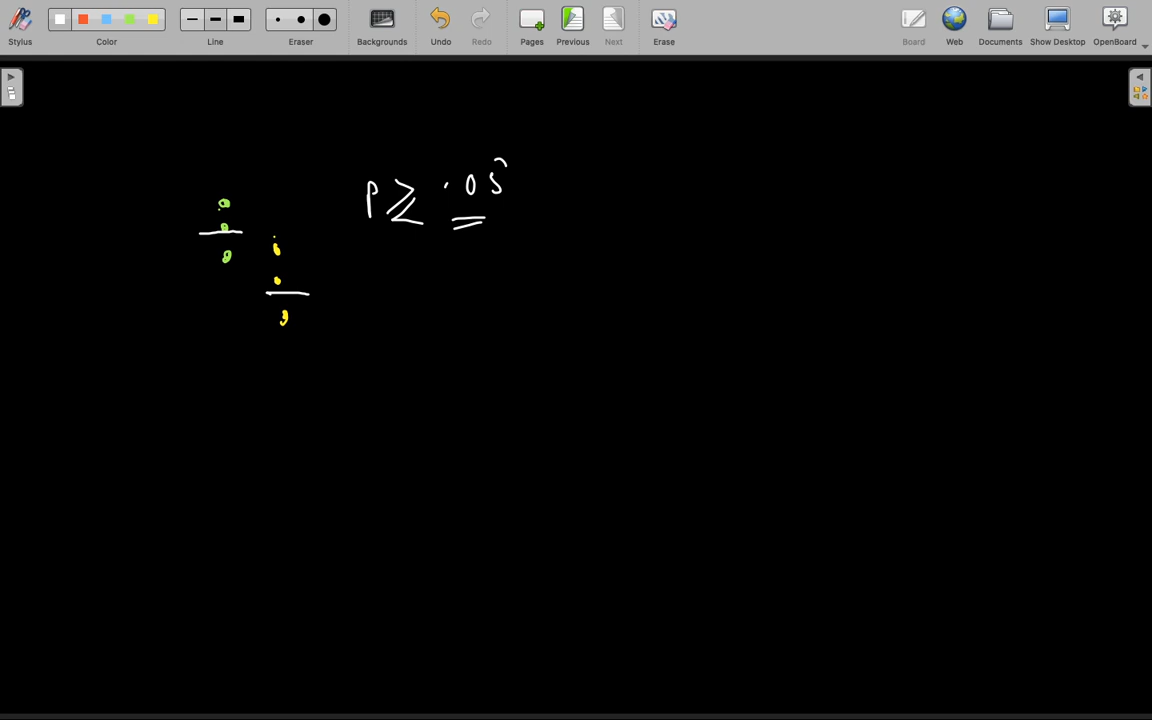 Stylus Color Line Eraser Backgrounds Undo Redo Pages Previous Next Erase Board Web Documents Show Desktop OpenBoard
P ≥ .05